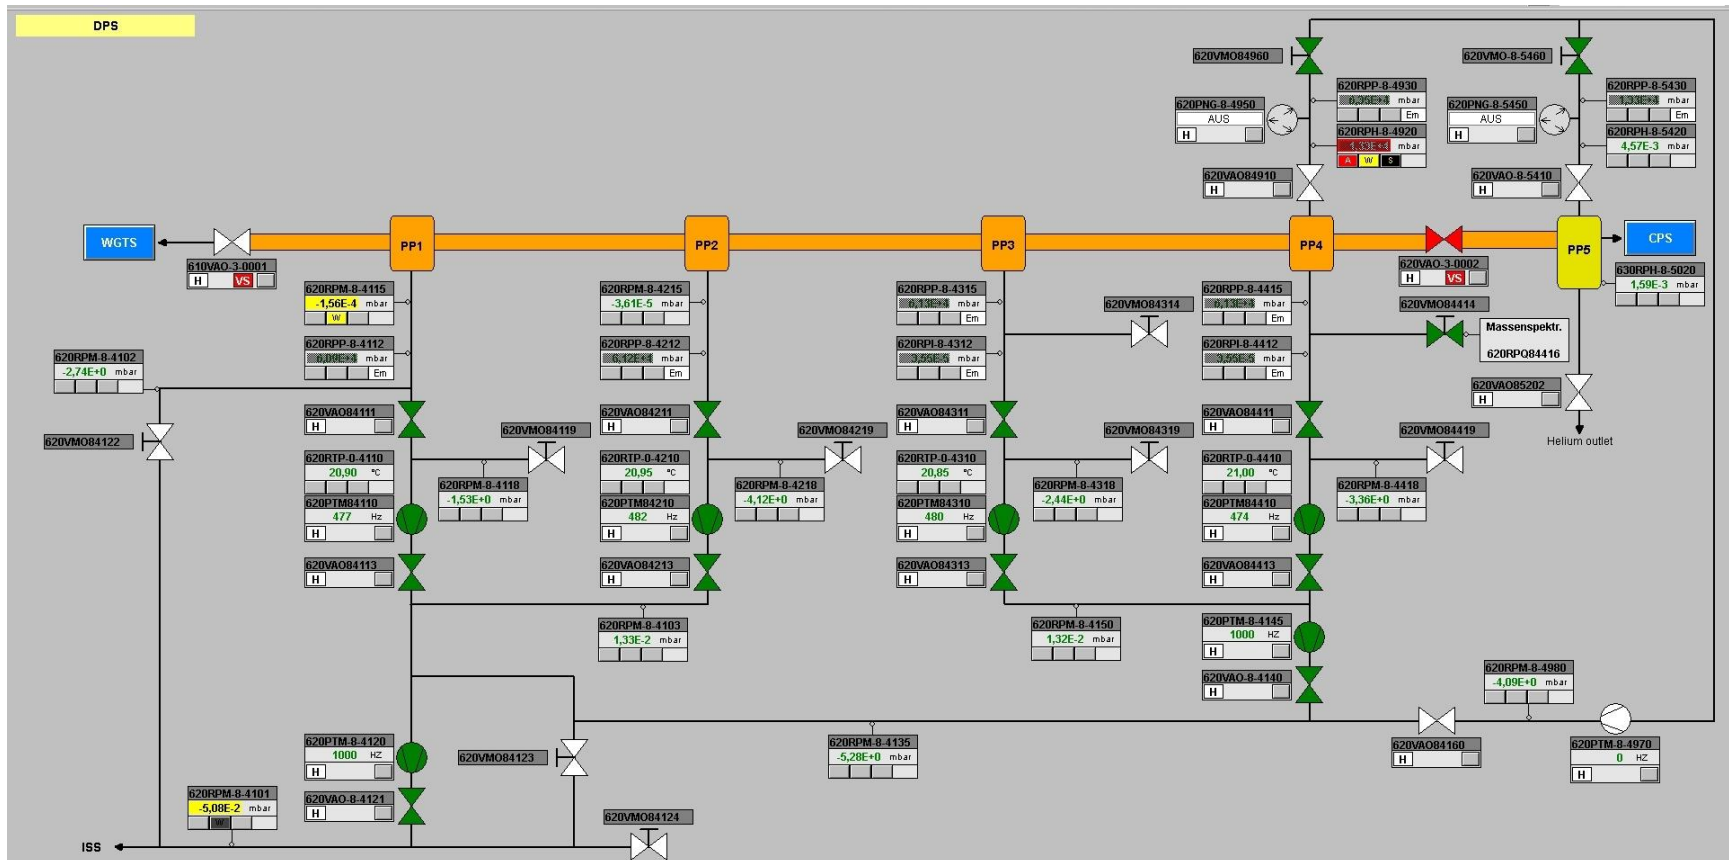 DPS
620VMO84960
620VMO-8-5460
620RPP-8-4930
mbar
Em
620RPP-8-5430
mbar
Em
620PNG-8-4950
AUS
H
620PNG-8-5450
AUS
H
620RPH-8-4920
mbar
A W S
620RPH-8-5420
4,57E-3 mbar
620VAO84910
H
620VAO-8-5410
H
WGTS
PP1
PP2
PP3
PP4
PP5
CPS
610VAO-3-0001
H VS
620VAO-3-0002
H VS
630RPH-8-5020
1,59E-3 mbar
620RPM-8-4115
-1,56E-4 mbar
W
620RPM-8-4215
-3,61E-5 mbar
620RPP-8-4315
mbar
Em
620VMO84314
620RPP-8-4415
mbar
Em
620VMO84414
Massenspektr.
620RPQ84416
620RPP-8-4112
mbar
Em
620RPP-8-4212
mbar
Em
620RPI-8-4312
mbar
Em
620RPI-8-4412
mbar
Em
620RPM-8-4102
-2,74E+0 mbar
620VAO85202
H
Helium outlet
620VMO84122
620VAO84111
H
620VAO84211
H
620VAO84311
H
620VAO84411
H
620VMO84119
620VMO84219
620VMO84319
620VMO84419
620RTP-0-4110
20,90 °C
620RTP-0-4210
20,95 °C
620RTP-0-4310
20,85 °C
620RTP-0-4410
21,00 °C
620RPM-8-4118
-1,53E+0 mbar
620RPM-8-4218
-4,12E+0 mbar
620RPM-8-4318
-2,44E+0 mbar
620RPM-8-4418
-3,36E+0 mbar
620PTM84110
477 Hz
H
620PTM84210
482 Hz
H
620PTM84310
480 Hz
H
620PTM84410
474 Hz
H
620VAO84113
H
620VAO84213
H
620VAO84313
H
620VAO84413
H
620RPM-8-4103
1,33E-2 mbar
620RPM-8-4150
1,32E-2 mbar
620PTM-8-4145
1000 HZ
H
620VAO-8-4140
H
620RPM-8-4980
-4,09E+0 mbar
620PTM-8-4120
1000 HZ
H
620VMO84123
620RPM-8-4135
-5,28E+0 mbar
620VAO84160
H
620PTM-8-4970
0 HZ
H
620RPM-8-4101
-5,08E-2 mbar
W
620VAO-8-4121
H
620VMO84124
ISS